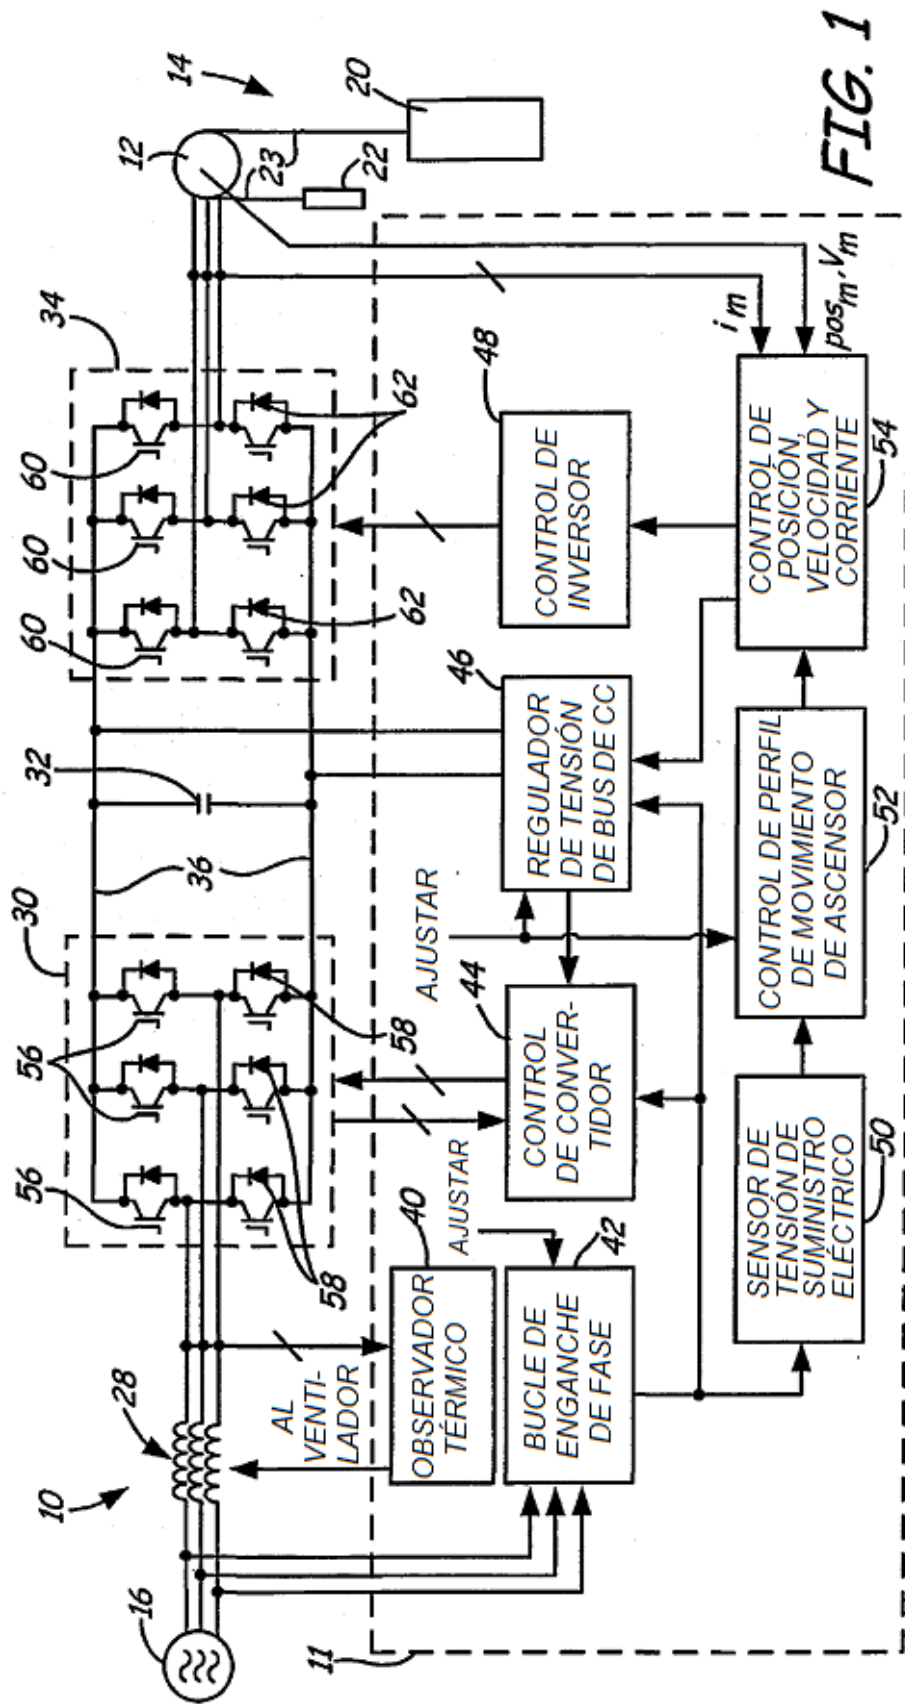 10
16
28
30
56
56
58
58
36
32
34
60
60
60
62
62
12
14
23
22
20
11
AL
VENTI-
LADOR
AJUSTAR
AJUSTAR
40
OBSERVADOR
TÉRMICO
42
BUCLE DE
ENGANCHE
DE FASE
44
CONTROL
DE CONVER-
TIDOR
46
REGULADOR
DE TENSIÓN
DE BUS DE CC
48
CONTROL DE
INVERSOR
i m
pos m, V m
SENSOR DE
TENSIÓN DE
SUMINISTRO
ELÉCTRICO
50
CONTROL DE PERFIL
DE MOVIMIENTO
DE ASCENSOR
52
CONTROL DE
POSICIÓN,
VELOCIDAD Y
CORRIENTE
54
FIG. 1